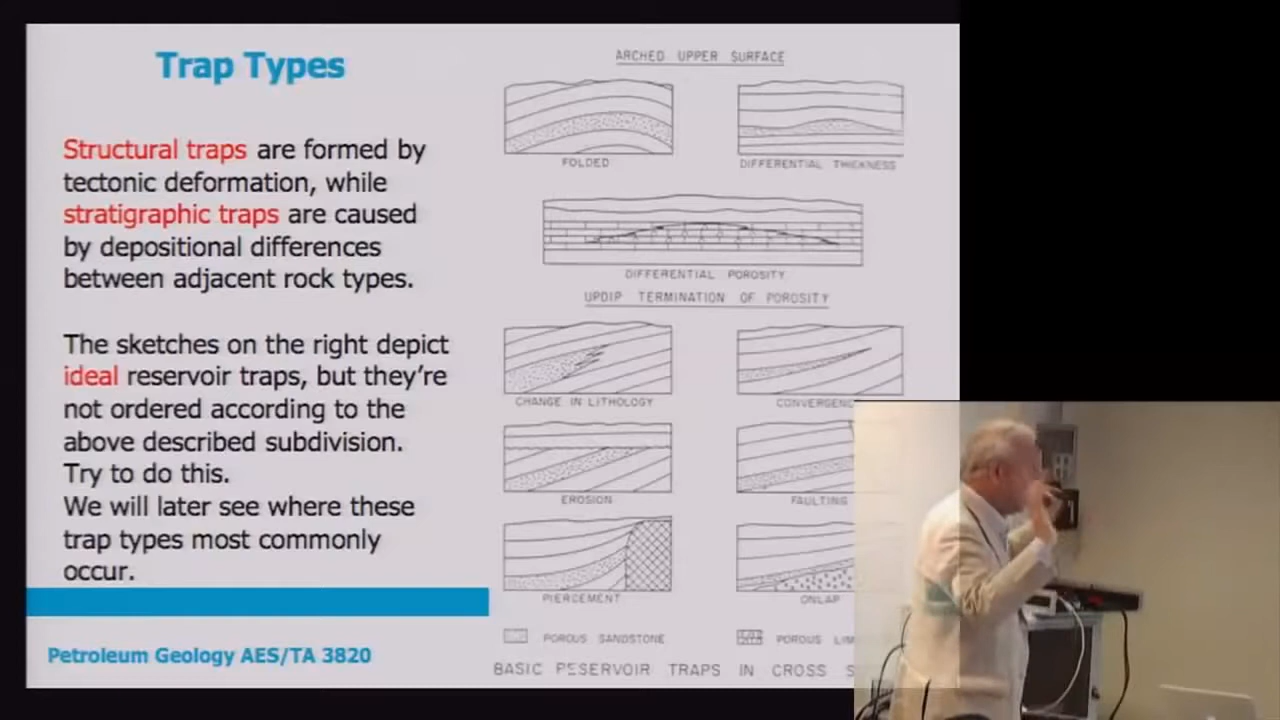 Trap Types
Structural traps are formed by
tectonic deformation, while
stratigraphic traps are caused
by depositional differences
between adjacent rock types.
The sketches on the right depict
ideal reservoir traps, but they're
not ordered according to the
above described subdivision.
Try to do this.
We will later see where these
trap types most commonly
occur.
Petroleum Geology AES/TA 3820
ARCHED UPPER SURFACE
FOLDED
DIFFERENTIAL THICKNESS
DIFFERENTIAL POROSITY
UPDIP TERMINATION OF POROSITY
CHANGE IN LITHOLOGY
CONVERGENC
EROSION
FAULTING
PIERCEMENT
ONLAP
POROUS SANDSTONE
POROUS LIM
BASIC RESERVOIR TRAPS IN CROSS S